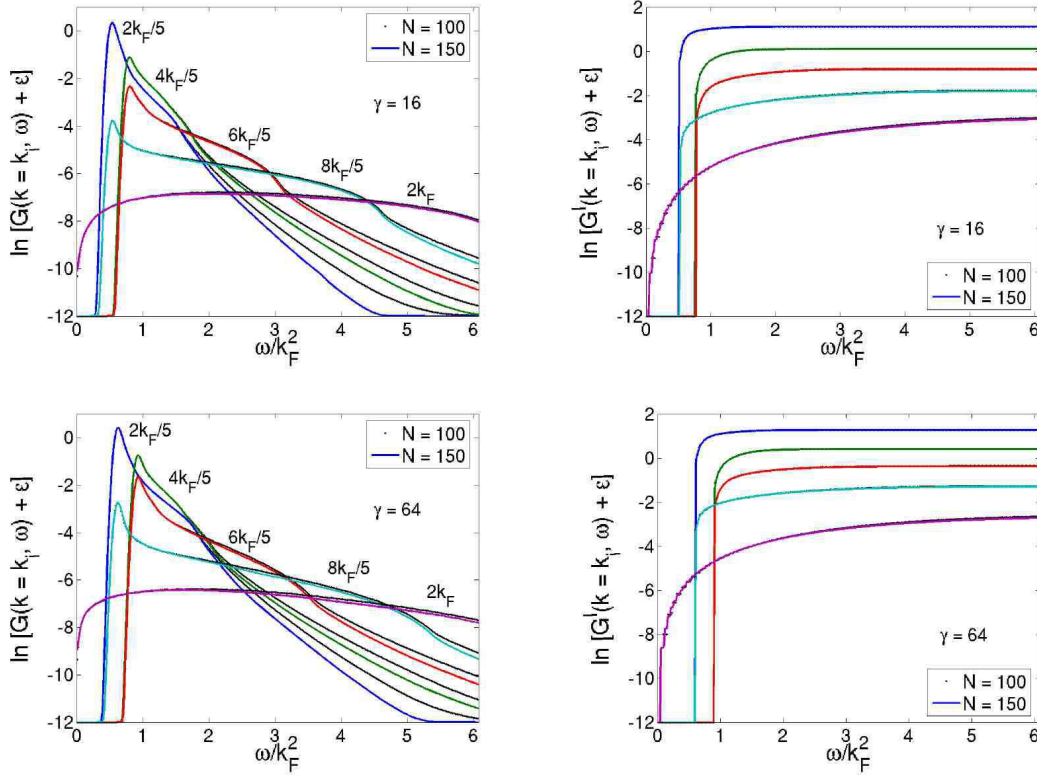 ln [G(k = k_i, ω) + ε]
0
-2
-4
-6
-8
-10
-12
2k_F/5
4k_F/5
6k_F/5
8k_F/5
2k_F
N = 100
N = 150
γ = 16
0 1 2 3 4 5 6
ω/k_F^2
ln [G^I(k = k_i, ω) + ε]
2
0
-2
-4
-6
-8
-10
-12
γ = 16
N = 100
N = 150
0 1 2 3 4 5 6
ω/k_F^2
ln [G(k = k_i, ω) + ε]
0
-2
-4
-6
-8
-10
-12
2k_F/5
4k_F/5
6k_F/5
8k_F/5
2k_F
N = 100
N = 150
γ = 64
0 1 2 3 4 5 6
ω/k_F^2
ln [G^I(k = k_i, ω) + ε]
2
0
-2
-4
-6
-8
-10
-12
γ = 64
N = 100
N = 150
0 1 2 3 4 5 6
ω/k_F^2